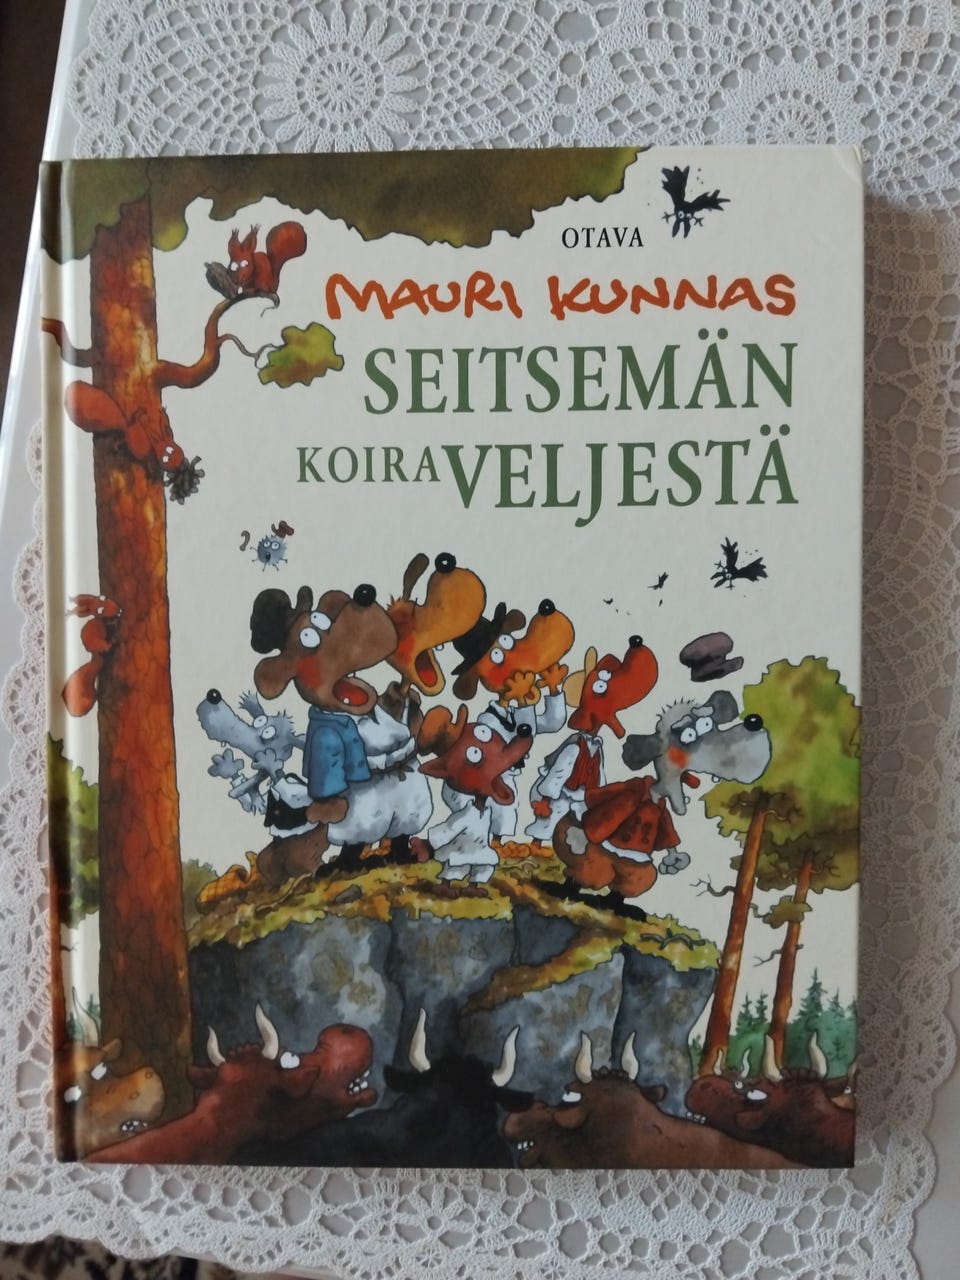 OTAVA
MAURI KUNNAS
SEITSEMÄN
KOIRAVELJESTÄ